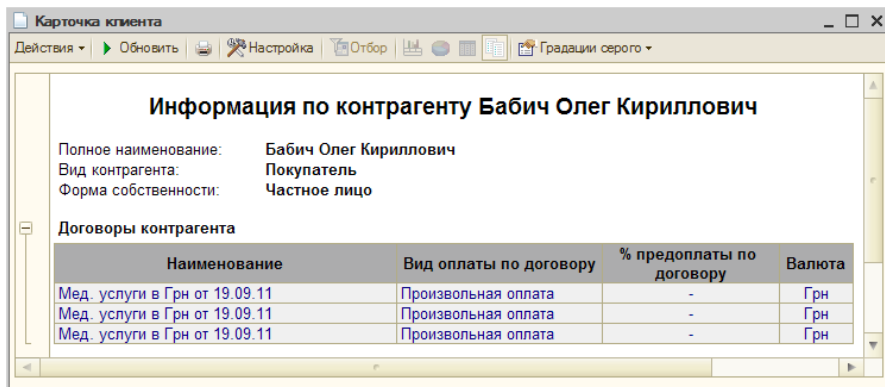 Карточка клиента
Действия Обновить Настройка Отбор Градации серого
Информация по контрагенту Бабич Олег Кириллович
Полное наименование: Бабич Олег Кириллович
Вид контрагента: Покупатель
Форма собственности: Частное лицо
Договоры контрагента
Наименование Вид оплаты по договору % предоплаты по договору Валюта
Мед. услуги в Грн от 19.09.11 Произвольная оплата - Грн
Мед. услуги в Грн от 19.09.11 Произвольная оплата - Грн
Мед. услуги в Грн от 19.09.11 Произвольная оплата - Грн